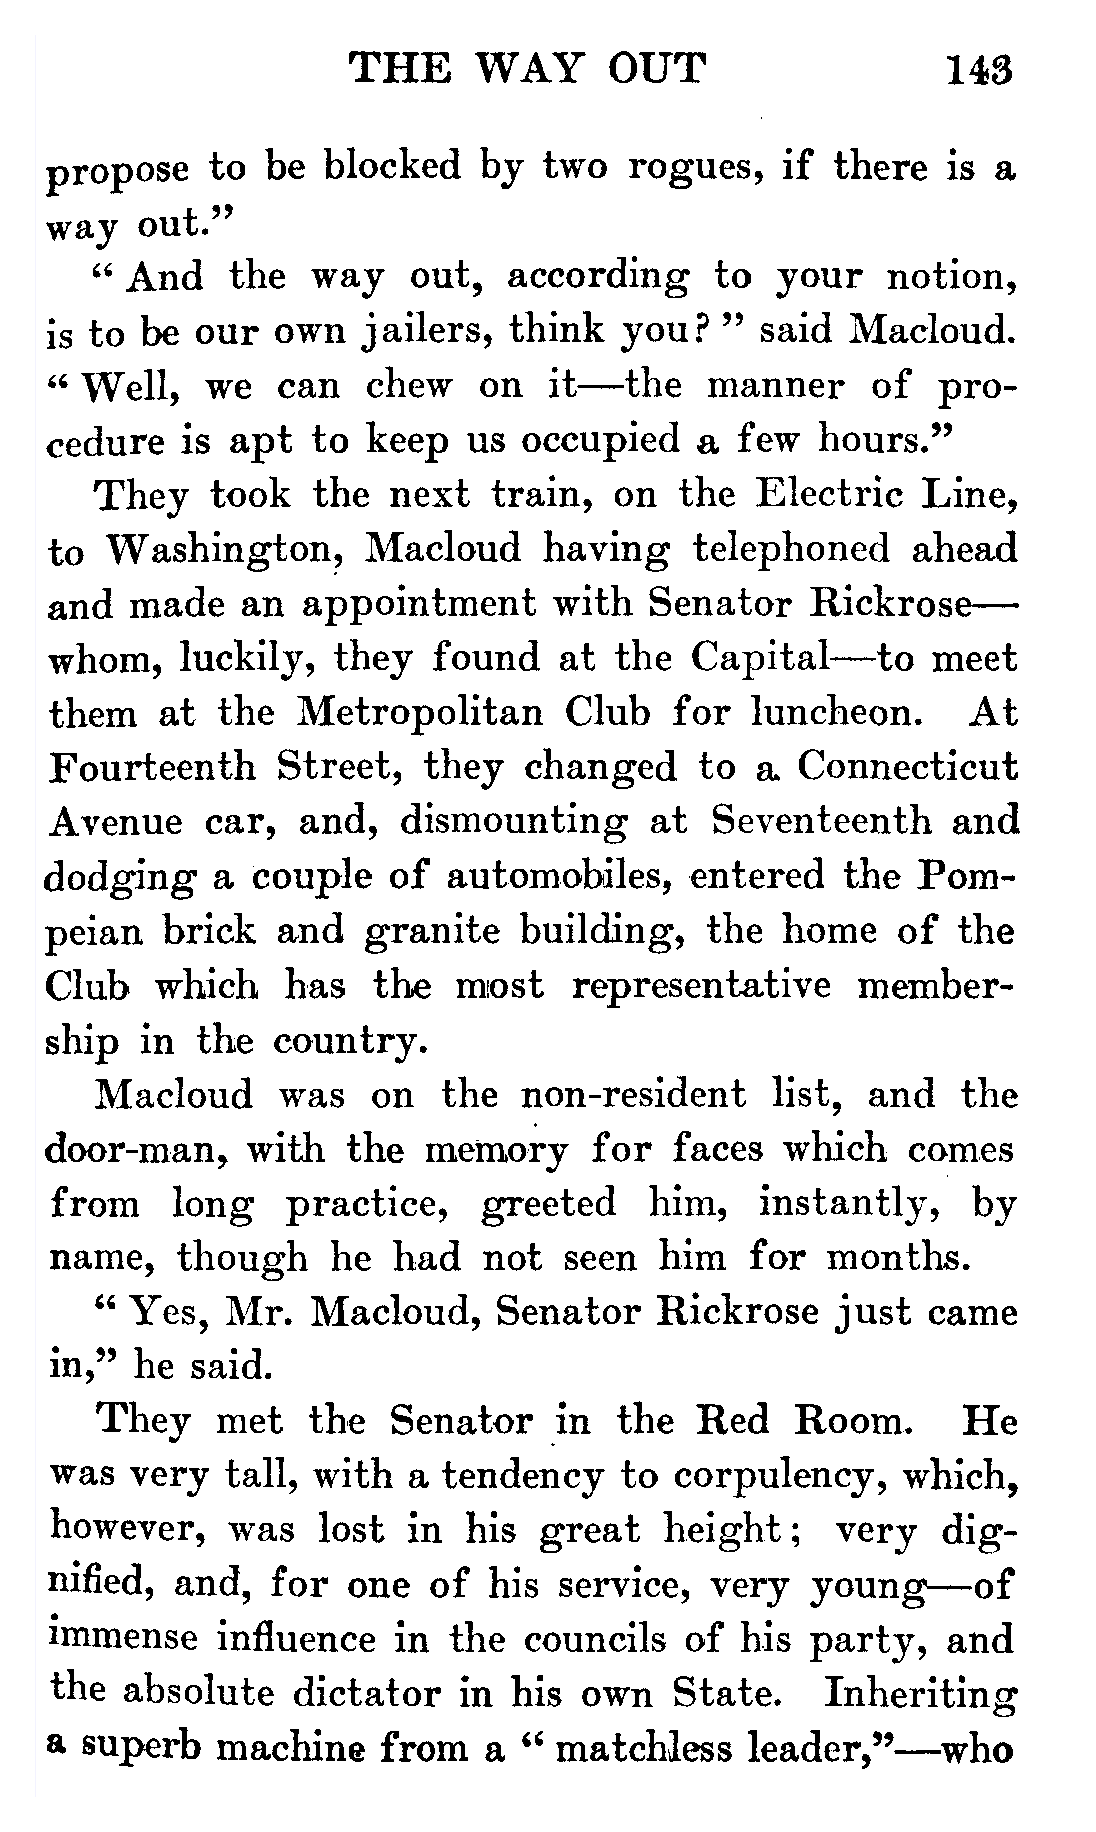 THE WAY OUT 143
propose to be blocked by two rogues, if there is a
way out.”
“ And the way out, according to your notion,
is to be our own jailers, think you? ” said Macloud.
“ Well, we can chew on it—the manner of pro-
cedure is apt to keep us occupied a few hours.”
They took the next train, on the Electric Line,
to Washington, Macloud having telephoned ahead
and made an appointment with Senator Rickrose—
whom, luckily, they found at the Capital—to meet
them at the Metropolitan Club for luncheon. At
Fourteenth Street, they changed to a Connecticut
Avenue car, and, dismounting at Seventeenth and
dodging a couple of automobiles, entered the Pom-
peian brick and granite building, the home of the
Club which has the most representative member-
ship in the country.
Macloud was on the non-resident list, and the
door-man, with the memory for faces which comes
from long practice, greeted him, instantly, by
name, though he had not seen him for months.
“ Yes, Mr. Macloud, Senator Rickrose just came
in,” he said.
They met the Senator in the Red Room. He
was very tall, with a tendency to corpulency, which,
however, was lost in his great height; very dig-
nified, and, for one of his service, very young—of
immense influence in the councils of his party, and
the absolute dictator in his own State. Inheriting
a superb machine from a “ matchless leader,”—who